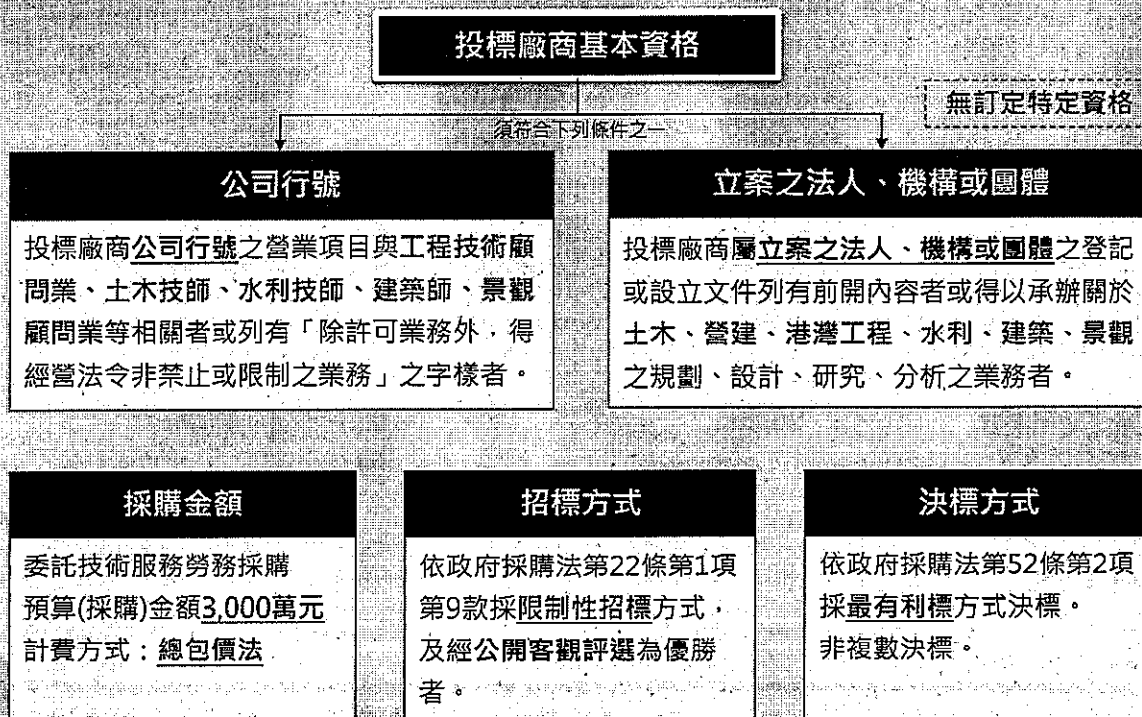 投標廠商基本資格
無訂定特定資格
須符合下列條件之一
公司行號
投標廠商公司行號之營業項目與工程技術顧
問業、土木技師、水利技師、建築師、景觀
顧問業等相關者或列有「除許可業務外，得
經營法令非禁止或限制之業務」之字樣者。
立案之法人、機構或團體
投標廠商屬立案之法人、機構或團體之登記
或設立文件列有前開內容者或得以承辦關於
土木、營建、港灣工程、水利、建築、景觀
之規劃、設計、研究、分析之業務者。
採購金額
委託技術服務勞務採購
預算(採購)金額3,000萬元
計費方式：總包價法
招標方式
依政府採購法第22條第1項
第9款採限制性招標方式，
及經公開客觀評選為優勝
者。
決標方式
依政府採購法第52條第2項
採最有利標方式決標。
非複數決標。